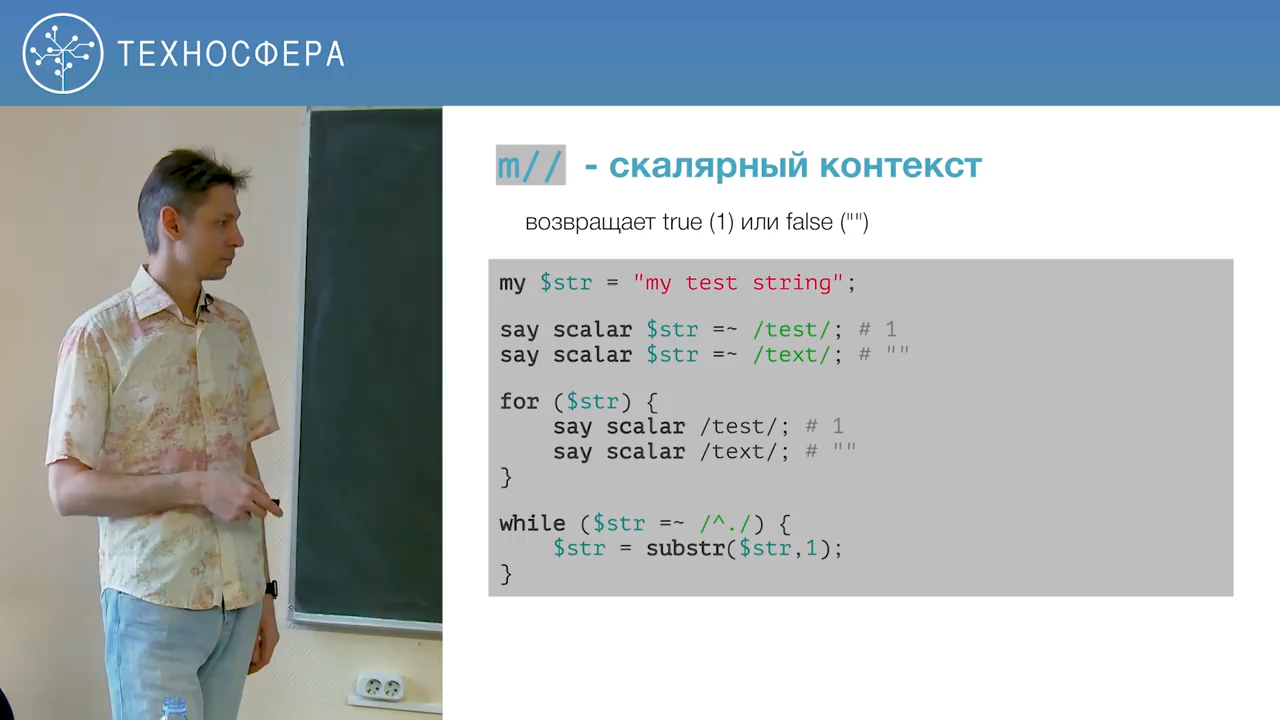 ТЕХНОСФЕРА
m// - скалярный контекст
возвращает true (1) или false ("")
my $str = "my test string";
say scalar $str =~ /test/; # 1
say scalar $str =~ /text/; # ""
for ($str) {
    say scalar /test/; # 1
    say scalar /text/; # ""
}
while ($str =~ /^./) {
    $str = substr($str,1);
}